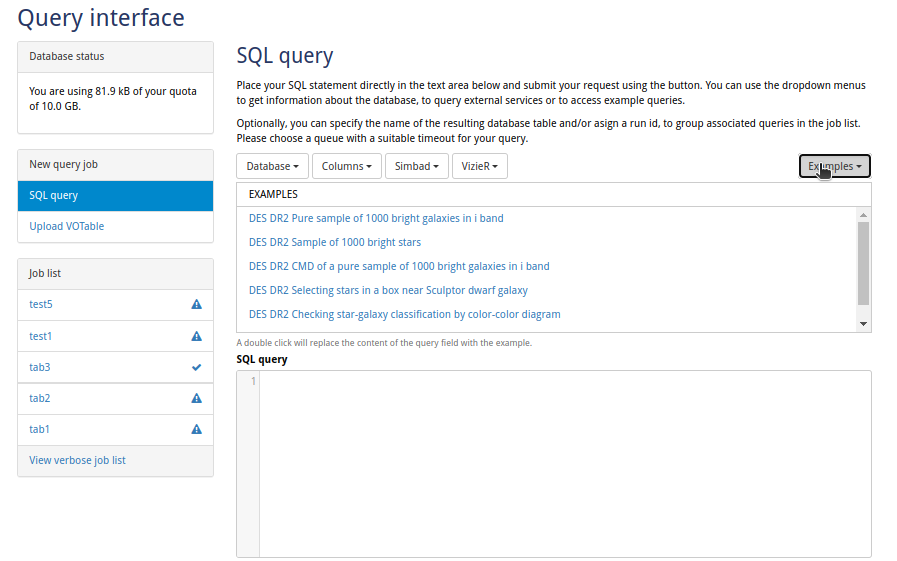 Query interface
Database status
You are using 81.9 kB of your quota
of 10.0 GB.
New query job
SQL query
Upload VOTable
Job list
test5
test1
tab3
tab2
tab1
View verbose job list
SQL query
Place your SQL statement directly in the text area below and submit your request using the button. You can use the dropdown menus
to get information about the database, to query external services or to access example queries.
Optionally, you can specify the name of the resulting database table and/or asign a run id, to group associated queries in the job list.
Please choose a queue with a suitable timeout for your query.
Database Columns Simbad VizieR Examples
EXAMPLES
DES DR2 Pure sample of 1000 bright galaxies in i band
DES DR2 Sample of 1000 bright stars
DES DR2 CMD of a pure sample of 1000 bright galaxies in i band
DES DR2 Selecting stars in a box near Sculptor dwarf galaxy
DES DR2 Checking star-galaxy classification by color-color diagram
A double click will replace the content of the query field with the example.
SQL query
1